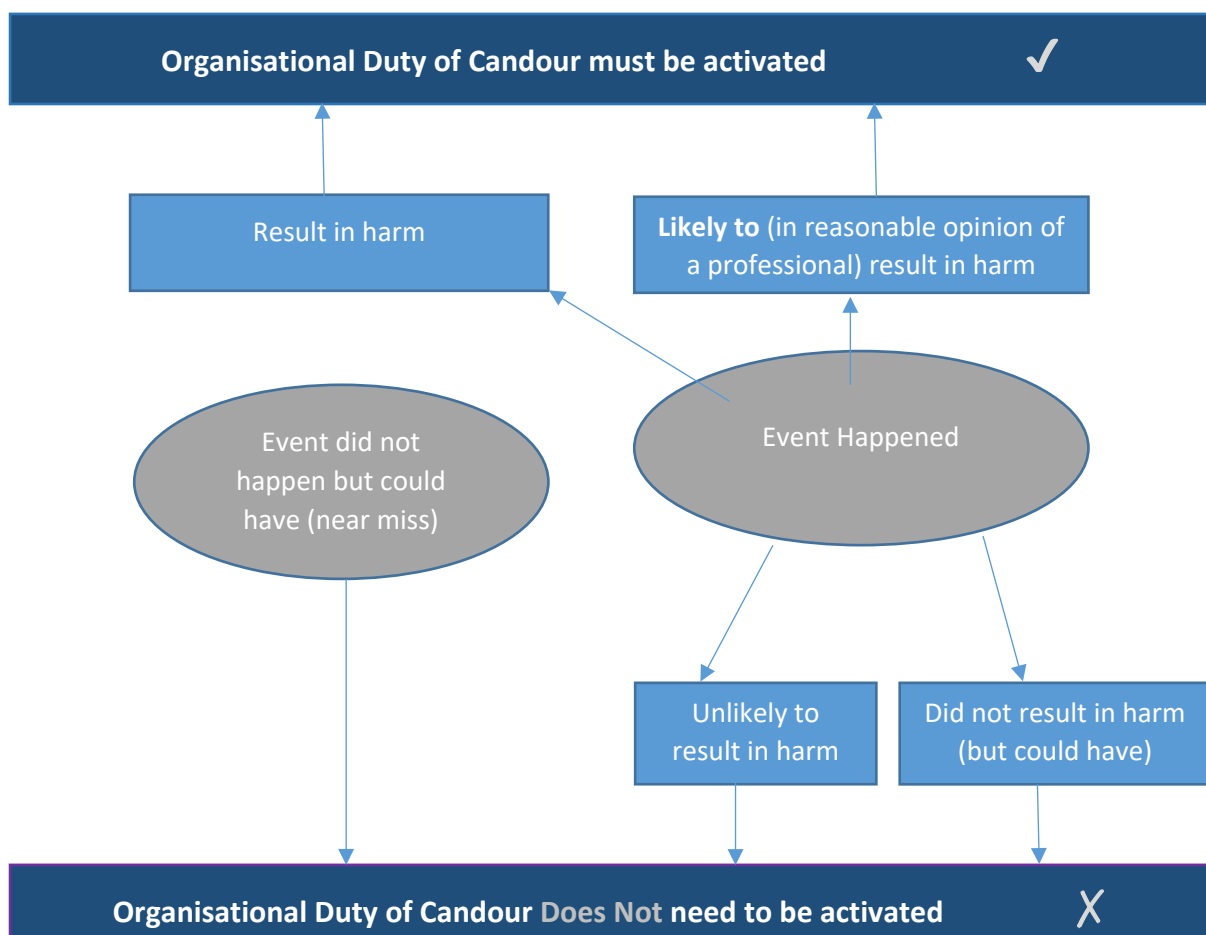 Organisational Duty of Candour must be activated ✓
Result in harm
Likely to (in reasonable opinion of
a professional) result in harm
Event did not
happen but could
have (near miss)
Event Happened
Unlikely to
result in harm
Did not result in harm
(but could have)
Organisational Duty of Candour Does Not need to be activated ✗